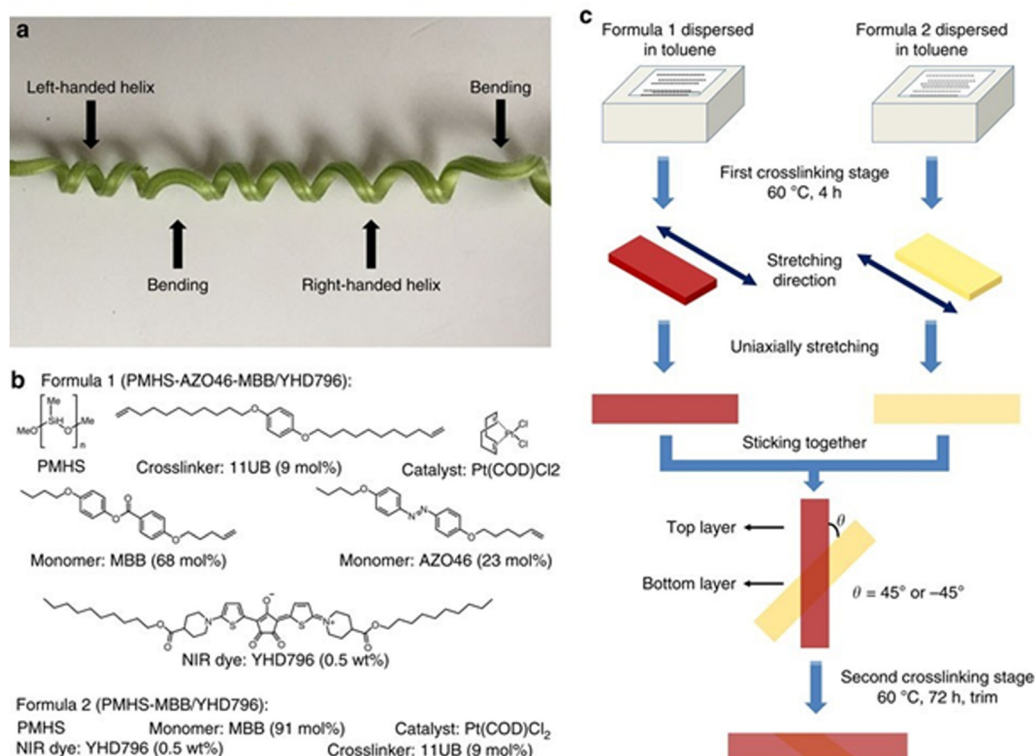 a
Left-handed helix
Bending
Bending
Right-handed helix
b
Formula 1 (PMHS-AZO46-MBB/YHD796):
Me
MeO
SiH
O
Me
n
PMHS
O
O
Crosslinker: 11UB (9 mol%)
Cl
Pt
Cl
Catalyst: Pt(COD)Cl2
O
O
O
O
Monomer: MBB (68 mol%)
O
N
N
O
Monomer: AZO46 (23 mol%)
O
O
N
S
O⁻
O
O
S
N⁺
O
O
NIR dye: YHD796 (0.5 wt%)
Formula 2 (PMHS-MBB/YHD796):
PMHS Monomer: MBB (91 mol%) Catalyst: Pt(COD)Cl₂
NIR dye: YHD796 (0.5 wt%) Crosslinker: 11UB (9 mol%)
c
Formula 1 dispersed
in toluene
Formula 2 dispersed
in toluene
First crosslinking stage
60 °C, 4 h
Stretching
direction
Uniaxially stretching
Sticking together
Top layer
θ
Bottom layer
θ = 45° or –45°
Second crosslinking stage
60 °C, 72 h, trim